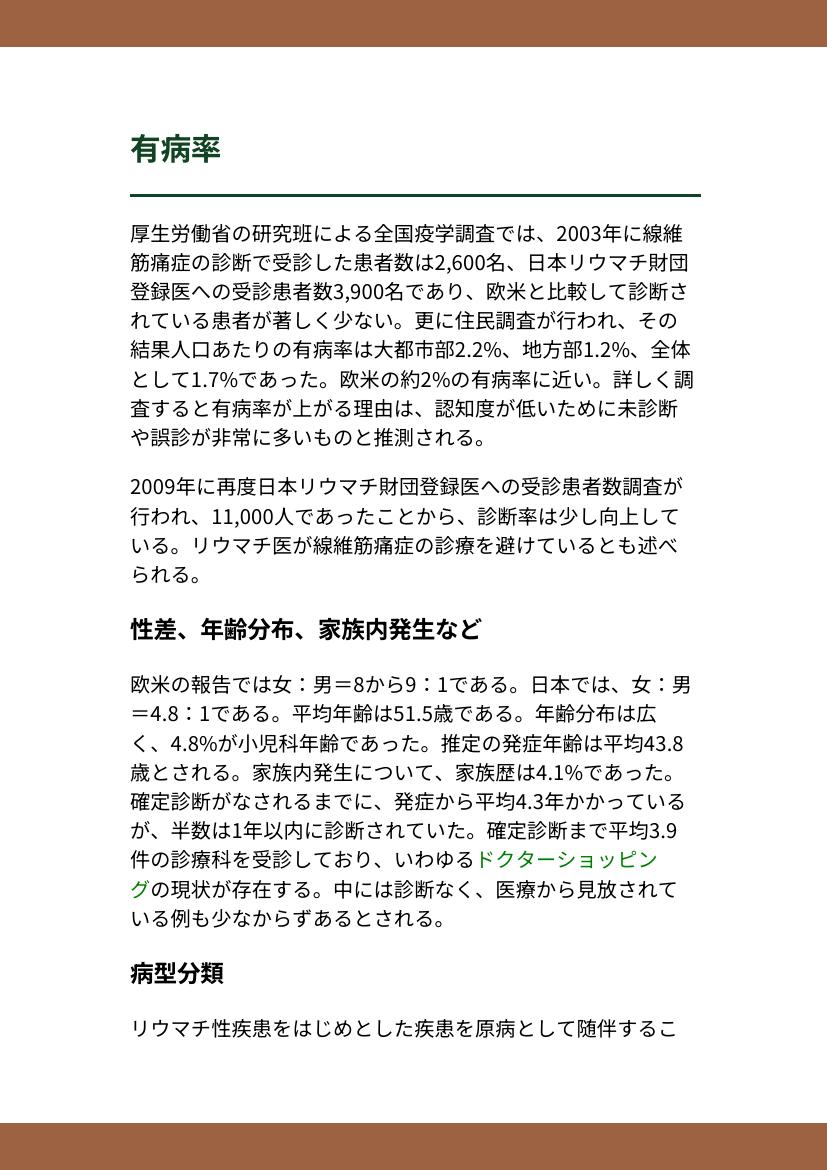 有病率
厚生労働省の研究班による全国疫学調査では、2003年に線維
筋痛症の診断で受診した患者数は2,600名、日本リウマチ財団
登録医への受診患者数3,900名であり、欧米と比較して診断さ
れている患者が著しく少ない。更に住民調査が行われ、その
結果人口あたりの有病率は大都市部2.2%、地方部1.2%、全体
として1.7%であった。欧米の約2%の有病率に近い。詳しく調
査すると有病率が上がる理由は、認知度が低いために未診断
や誤診が非常に多いものと推測される。
2009年に再度日本リウマチ財団登録医への受診患者数調査が
行われ、11,000人であったことから、診断率は少し向上して
いる。リウマチ医が線維筋痛症の診療を避けているとも述べ
られる。
性差、年齢分布、家族内発生など
欧米の報告では女：男＝8から9：1である。日本では、女：男
＝4.8：1である。平均年齢は51.5歳である。年齢分布は広
く、4.8%が小児科年齢であった。推定の発症年齢は平均43.8
歳とされる。家族内発生について、家族歴は4.1%であった。
確定診断がなされるまでに、発症から平均4.3年かかっている
が、半数は1年以内に診断されていた。確定診断まで平均3.9
件の診療科を受診しており、いわゆるドクターショッピン
グの現状が存在する。中には診断なく、医療から見放されて
いる例も少なからずあるとされる。
病型分類
リウマチ性疾患をはじめとした疾患を原病として随伴するこ